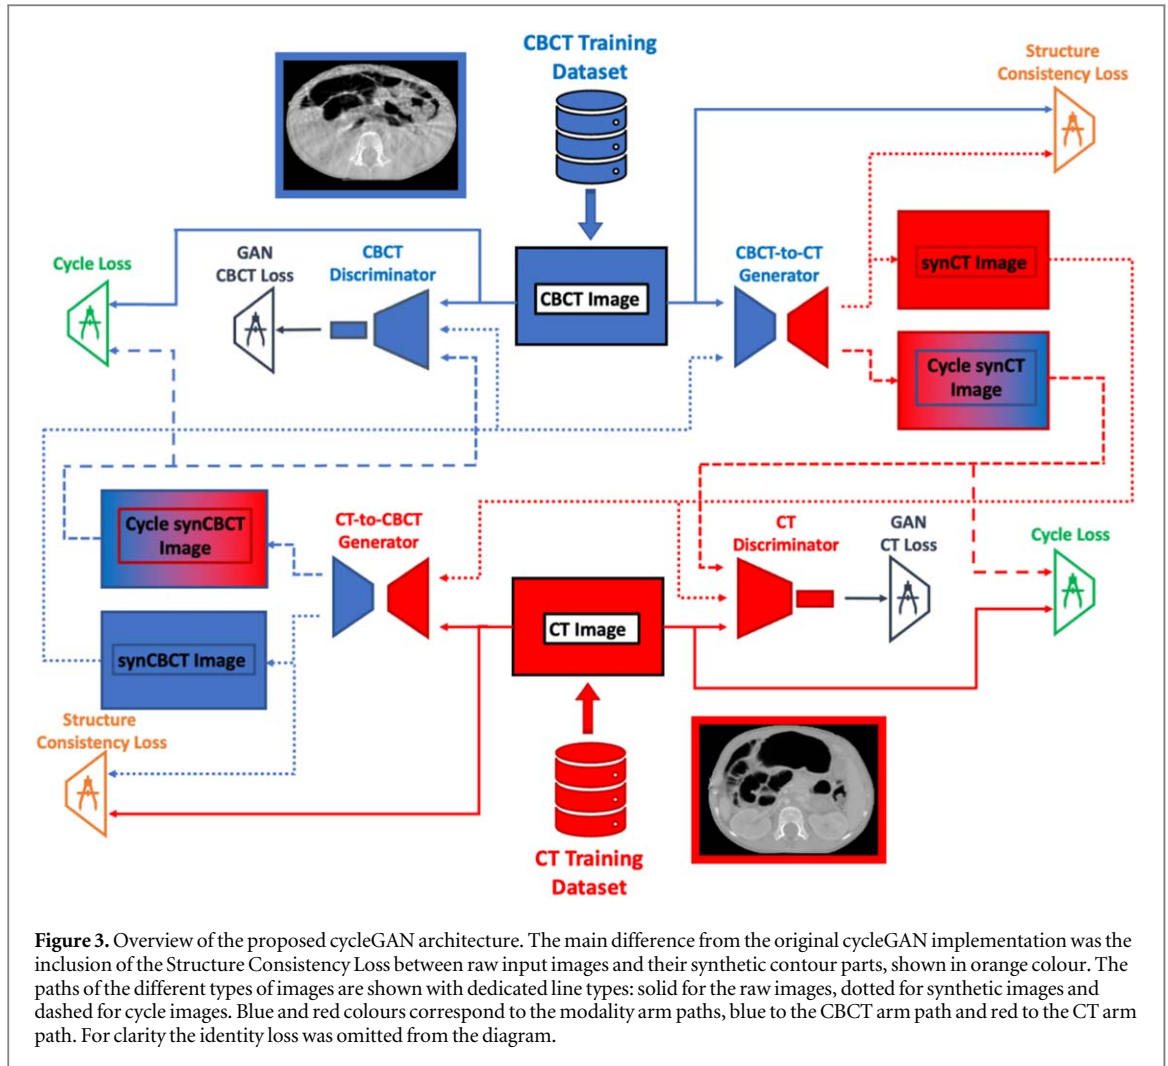 CBCT Training
Dataset
Structure
Consistency Loss
Cycle Loss
GAN
CBCT Loss
CBCT
Discriminator
CBCT Image
CBCT-to-CT
Generator
synCT Image
Cycle synCT
Image
Cycle synCBCT
Image
CT-to-CBCT
Generator
CT
Discriminator
GAN
CT Loss
Cycle Loss
CT Image
synCBCT Image
Structure
Consistency Loss
CT Training
Dataset
Figure 3. Overview of the proposed cycleGAN architecture. The main difference from the original cycleGAN implementation was the
inclusion of the Structure Consistency Loss between raw input images and their synthetic contour parts, shown in orange colour. The
paths of the different types of images are shown with dedicated line types: solid for the raw images, dotted for synthetic images and
dashed for cycle images. Blue and red colours correspond to the modality arm paths, blue to the CBCT arm path and red to the CT arm
path. For clarity the identity loss was omitted from the diagram.